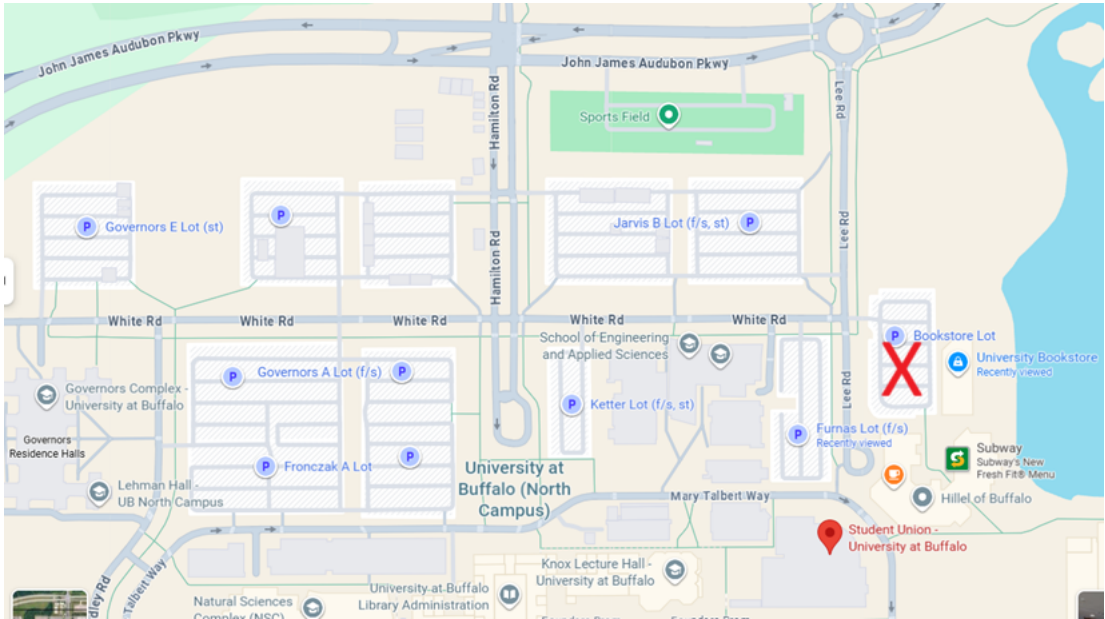 John James Audubon Pkwy
John James Audubon Pkwy
Hamilton Rd
Lee Rd
Sports Field
P
Governors E Lot (st)
P
Jarvis B Lot (f/s, st)
P
Hamilton Rd
Lee Rd
White Rd
White Rd
White Rd
White Rd
White Rd
School of Engineering
and Applied Sciences
P
Bookstore Lot
X
University Bookstore
Recently viewed
Governors Complex -
University at Buffalo
P
Governors A Lot (f/s)
P
P
Ketter Lot (f/s, st)
Lee Rd
P
Furnas Lot (f/s)
Recently viewed
Governors
Residence Halls
P
Fronczak A Lot
P
University at
Buffalo (North
Campus)
Subway
Subway's New
Fresh Fit® Menu
Lehman Hall -
UB North Campus
Mary Talbert Way
Hillel of Buffalo
Student Union -
University at Buffalo
Knox Lecture Hall -
University at Buffalo
University at Buffalo
Library Administration
Natural Sciences
Complex (NSC)
dley Rd
Talbert Way